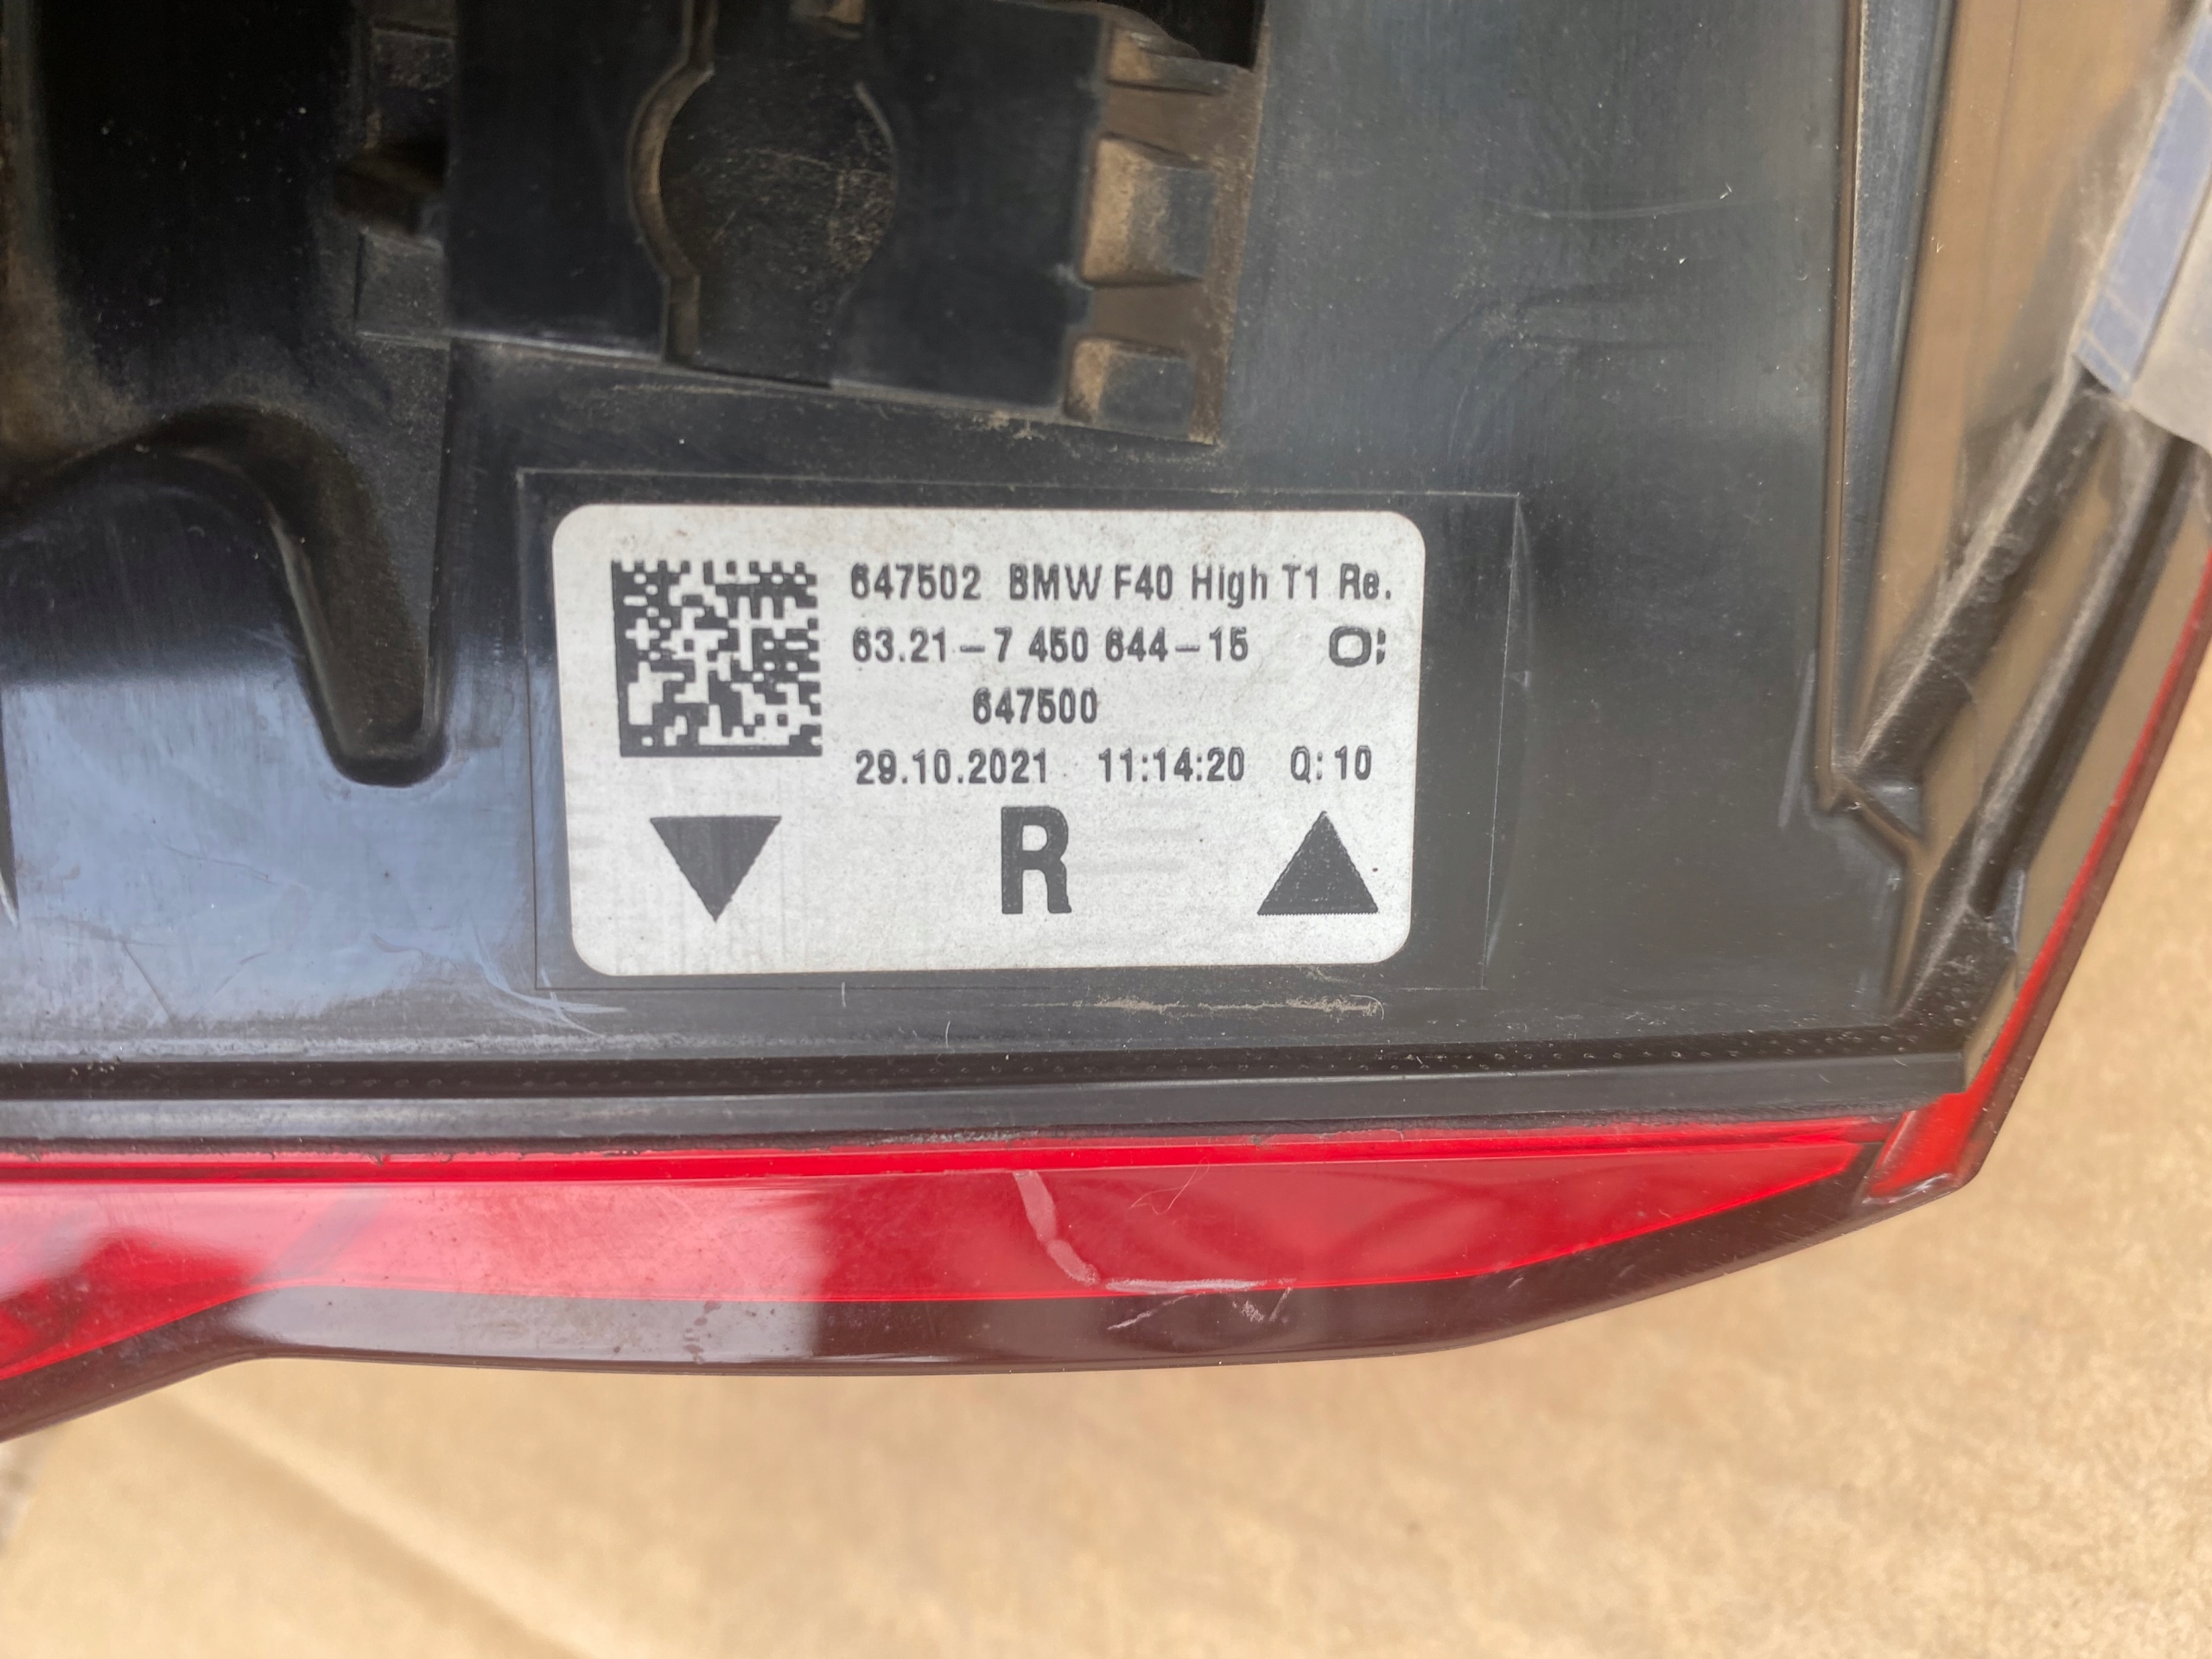 647502 BMW F40 High T1 Re.
63.21-7 450 644-15 O:
647500
29.10.2021 11:14:20 Q:10
R